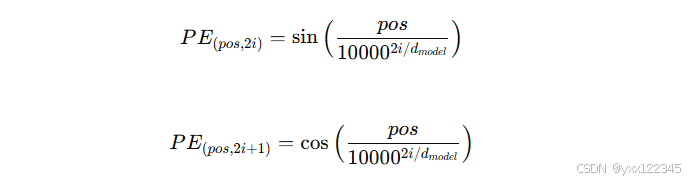 PE_{(pos,2i)} = \sin\left(\frac{pos}{10000^{2i/d_{model}}}\right)
PE_{(pos,2i+1)} = \cos\left(\frac{pos}{10000^{2i/d_{model}}}\right)
CSDN @yxx122345